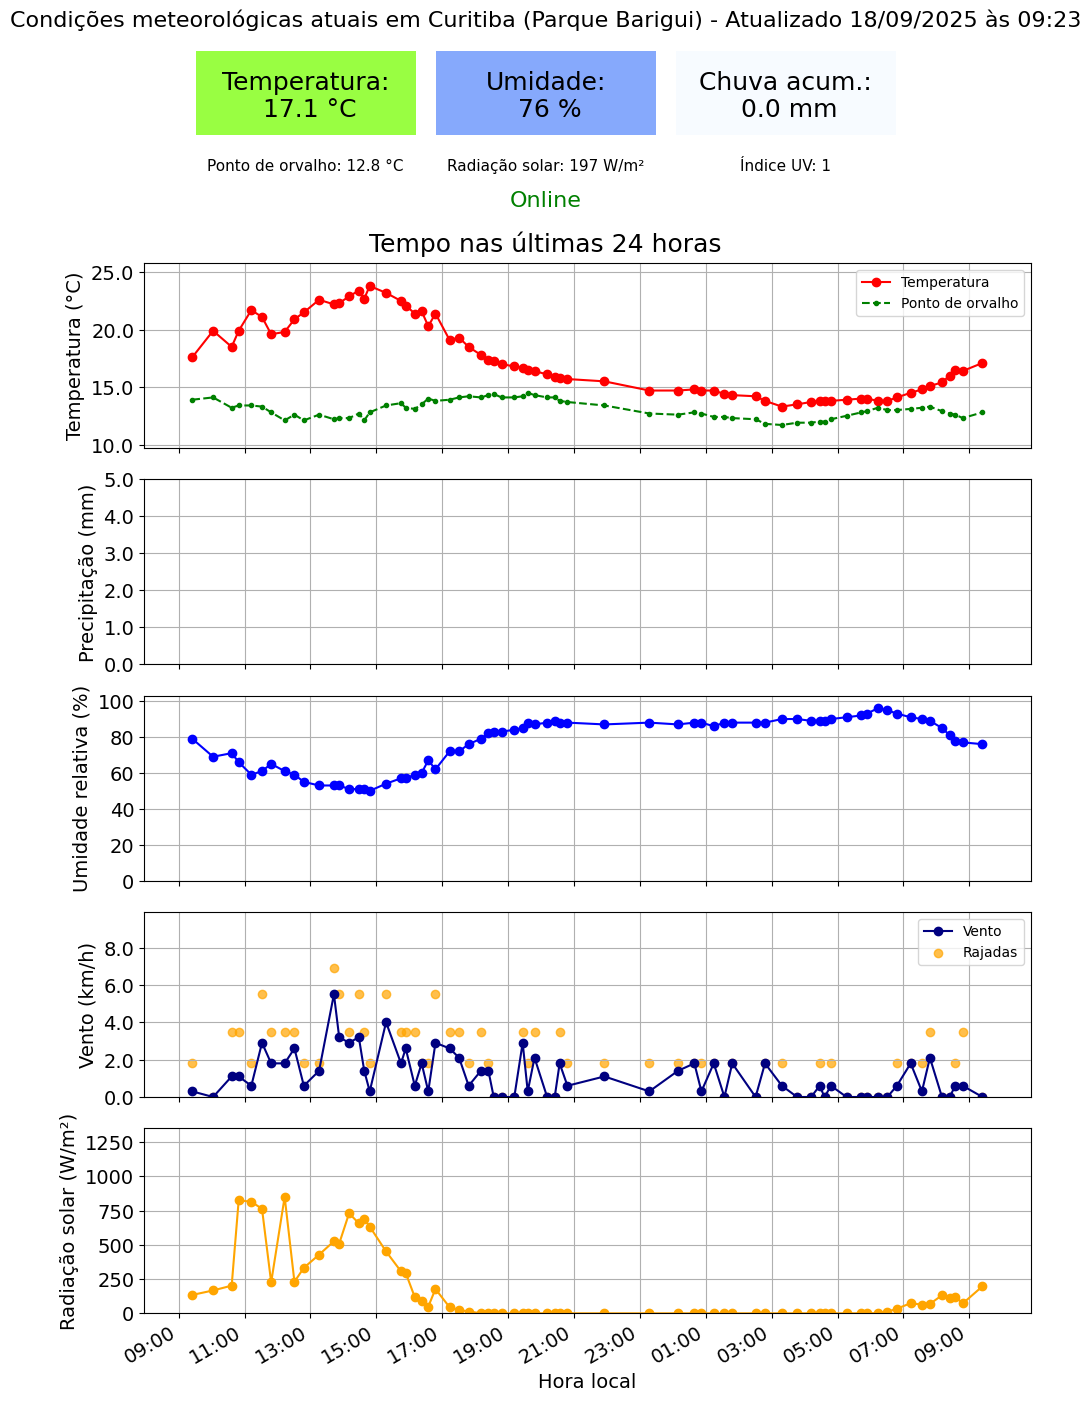 Condições meteorológicas atuais em Curitiba (Parque Barigui) - Atualizado 18/09/2025 às 09:23
Temperatura:
17.1 °C
Umidade:
76 %
Chuva acum.:
0.0 mm
Ponto de orvalho: 12.8 °C
Radiação solar: 197 W/m²
Índice UV: 1
Online
Tempo nas últimas 24 horas
Temperatura (°C)
25.0
20.0
15.0
10.0
Temperatura
Ponto de orvalho
Precipitação (mm)
5.0
4.0
3.0
2.0
1.0
0.0
Umidade relativa (%)
100
80
60
40
20
0
Vento (km/h)
8.0
6.0
4.0
2.0
0.0
Vento
Rajadas
Radiação solar (W/m²)
1250
1000
750
500
250
0
09:00
11:00
13:00
15:00
17:00
19:00
21:00
23:00
01:00
03:00
05:00
07:00
09:00
Hora local